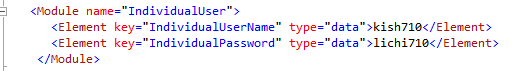 <Module name="IndividualUser">
<Element key="IndividualUserName" type="data">kish710</Element>
<Element key="IndividualPassword" type="data">lichi710</Element>
</Module>